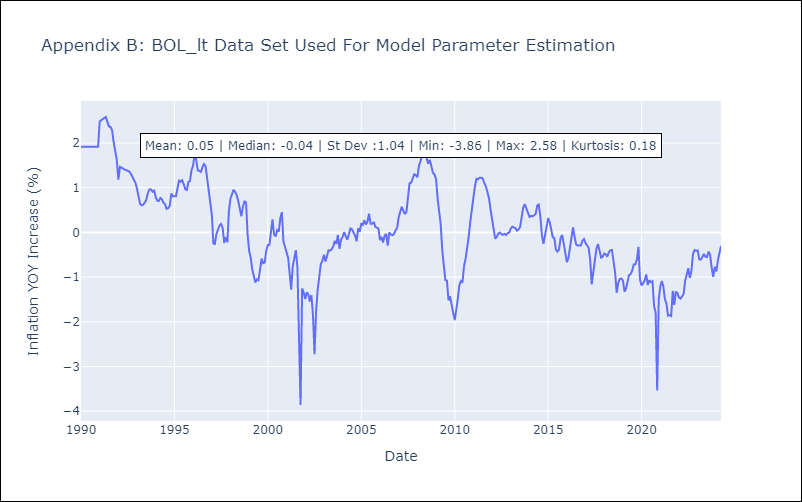 Appendix B: BOL_lt Data Set Used For Model Parameter Estimation
Mean: 0.05 | Median: -0.04 | St Dev :1.04 | Min: -3.86 | Max: 2.58 | Kurtosis: 0.18
Inflation YOY Increase (%)
2
1
0
−1
−2
−3
−4
1990 1995 2000 2005 2010 2015 2020
Date